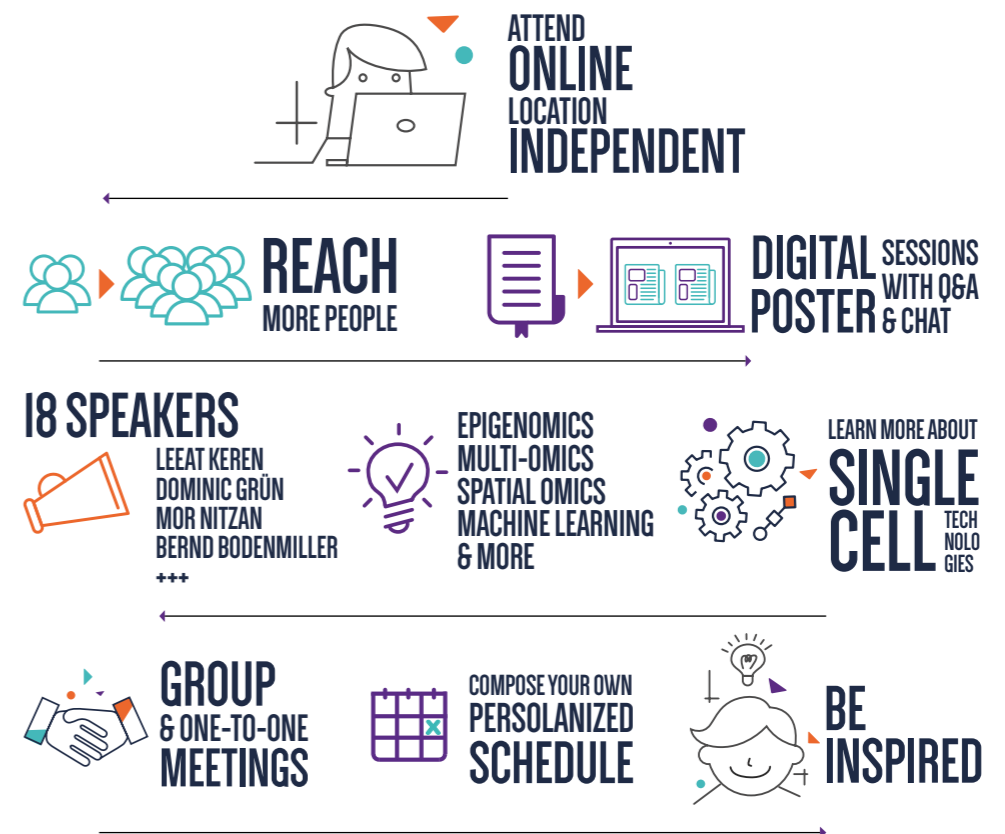 ATTEND
ONLINE
LOCATION
INDEPENDENT
REACH
MORE PEOPLE
DIGITAL
POSTER
SESSIONS
WITH Q&A
& CHAT
18 SPEAKERS
LEEAT KEREN
DOMINIC GRÜN
MOR NITZAN
BERND BODENMILLER
+++
EPIGENOMICS
MULTI-OMICS
SPATIAL OMICS
MACHINE LEARNING
& MORE
LEARN MORE ABOUT
SINGLE
CELL
TECH
NOLO
GIES
GROUP
& ONE-TO-ONE
MEETINGS
COMPOSE YOUR OWN
PERSOLANIZED
SCHEDULE
BE
INSPIRED